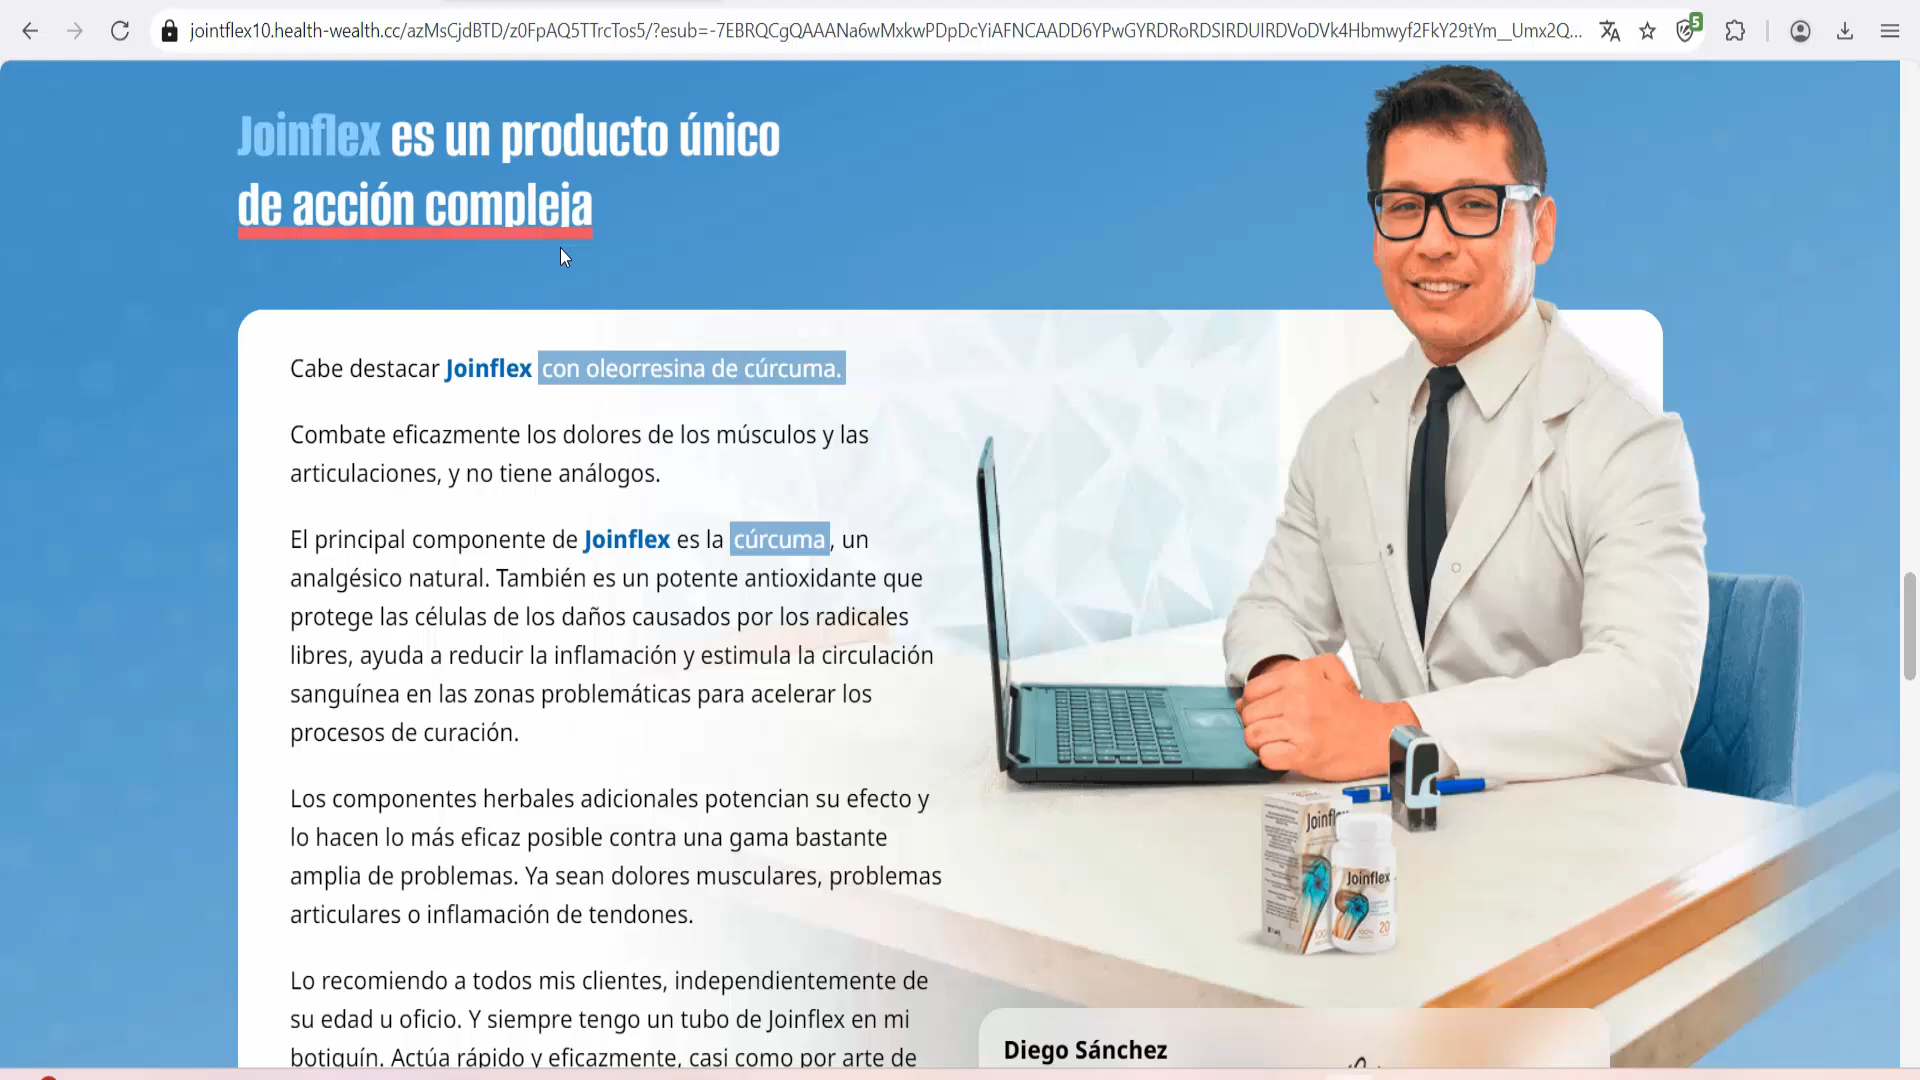 jointflex10.health-wealth.cc/azMsCjdBTD/z0FpAQ5TTrcTos5/?esub=-7EBRQCgQAAANa6wMxkwPDpDcYiAFNCAADD6YPwGYRDRoRDSIRDUIRDVoDVk4Hbmwyf2FkY29tYm__Umx2Q...
5
Joinflex es un producto único
de acción compleja
Cabe destacar Joinflex con oleorresina de cúrcuma.
Combate eficazmente los dolores de los músculos y las
articulaciones, y no tiene análogos.
El principal componente de Joinflex es la cúrcuma, un
analgésico natural. También es un potente antioxidante que
protege las células de los daños causados por los radicales
libres, ayuda a reducir la inflamación y estimula la circulación
sanguínea en las zonas problemáticas para acelerar los
procesos de curación.
Los componentes herbales adicionales potencian su efecto y
lo hacen lo más eficaz posible contra una gama bastante
amplia de problemas. Ya sean dolores musculares, problemas
articulares o inflamación de tendones.
Lo recomiendo a todos mis clientes, independientemente de
su edad u oficio. Y siempre tengo un tubo de Joinflex en mi
botiquín. Actúa rápido y eficazmente, casi como por arte de
Joinflex
20
Diego Sánchez